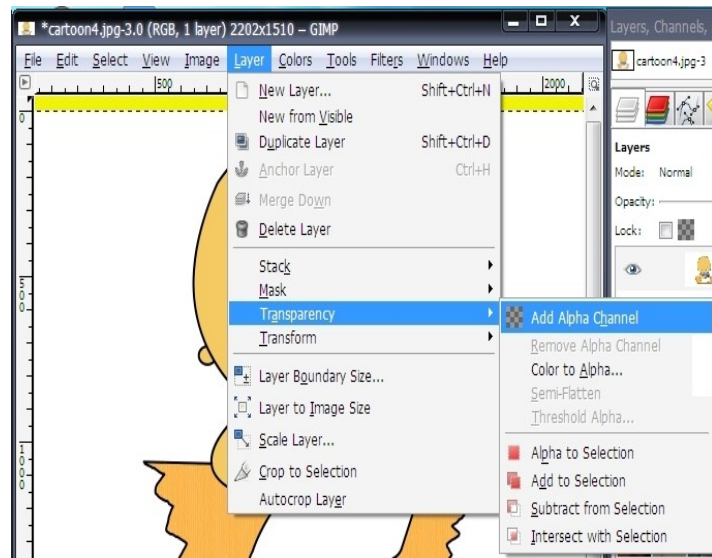 *cartoon4.jpg-3.0 (RGB, 1 layer) 2202x1510 – GIMP
File Edit Select View Image Layer Colors Tools Filters Windows Help
500
2000
0
500
1000
New Layer... Shift+Ctrl+N
New from Visible
Duplicate Layer Shift+Ctrl+D
Anchor Layer Ctrl+H
Merge Down
Delete Layer
Stack
Mask
Transparency
Transform
Layer Boundary Size...
Layer to Image Size
Scale Layer...
Crop to Selection
Autocrop Layer
Add Alpha Channel
Remove Alpha Channel
Color to Alpha...
Semi-Flatten
Threshold Alpha...
Alpha to Selection
Add to Selection
Subtract from Selection
Intersect with Selection
Layers, Channels,
cartoon4.jpg-3
Layers
Mode: Normal
Opacity:
Lock: